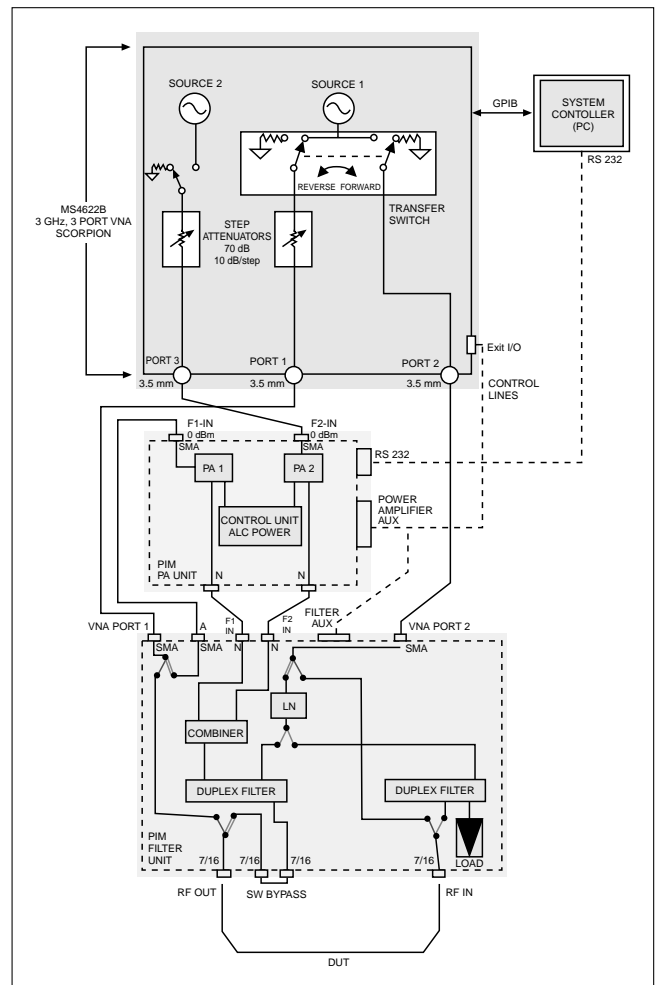 SOURCE 2
SOURCE 1
GPIB
SYSTEM
CONTOLLER
(PC)
RS 232
REVERSE FORWARD
TRANSFER
SWITCH
MS4622B
3 GHz, 3 PORT VNA
SCORPION
STEP
ATTENUATORS
70 dB
10 dB/step
Exit I/O
PORT 3
PORT 1
PORT 2
3.5 mm
3.5 mm
3.5 mm
CONTROL
LINES
F1-IN
0 dBm
F2-IN
0 dBm
SMA
SMA
RS 232
PA 1
PA 2
POWER
AMPLIFIER
AUX
CONTROL UNIT
ALC POWER
PIM
PA UNIT
N
N
VNA PORT 1
A
F1
IN
F2
IN
FILTER
AUX
VNA PORT 2
SMA
SMA
N
N
SMA
LN
COMBINER
DUPLEX FILTER
DUPLEX FILTER
PIM
FILTER
UNIT
LOAD
7/16
7/16
7/16
7/16
RF OUT
SW BYPASS
RF IN
DUT